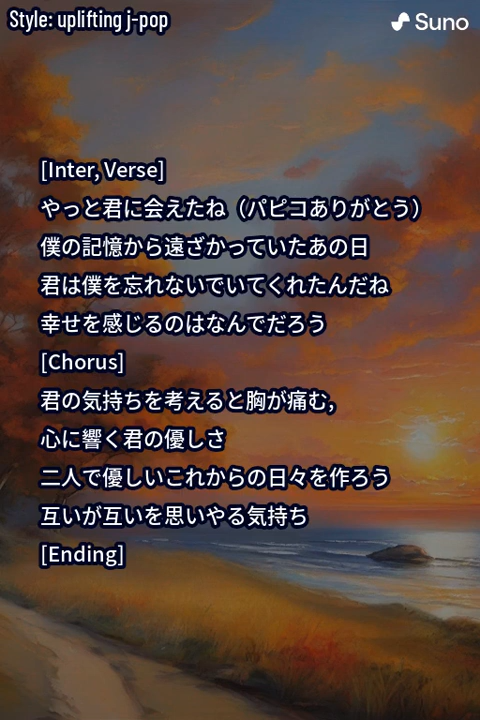 Style: uplifting j-pop
Suno
[Inter, Verse]
やっと君に会えたね（パピコありがとう）
僕の記憶から遠ざかっていたあの日
君は僕を忘れないでいてくれたんだね
幸せを感じるのはなんでだろう
[Chorus]
君の気持ちを考えると胸が痛む,
心に響く君の優しさ
二人で優しいこれからの日々を作ろう
互いが互いを思いやる気持ち
[Ending]